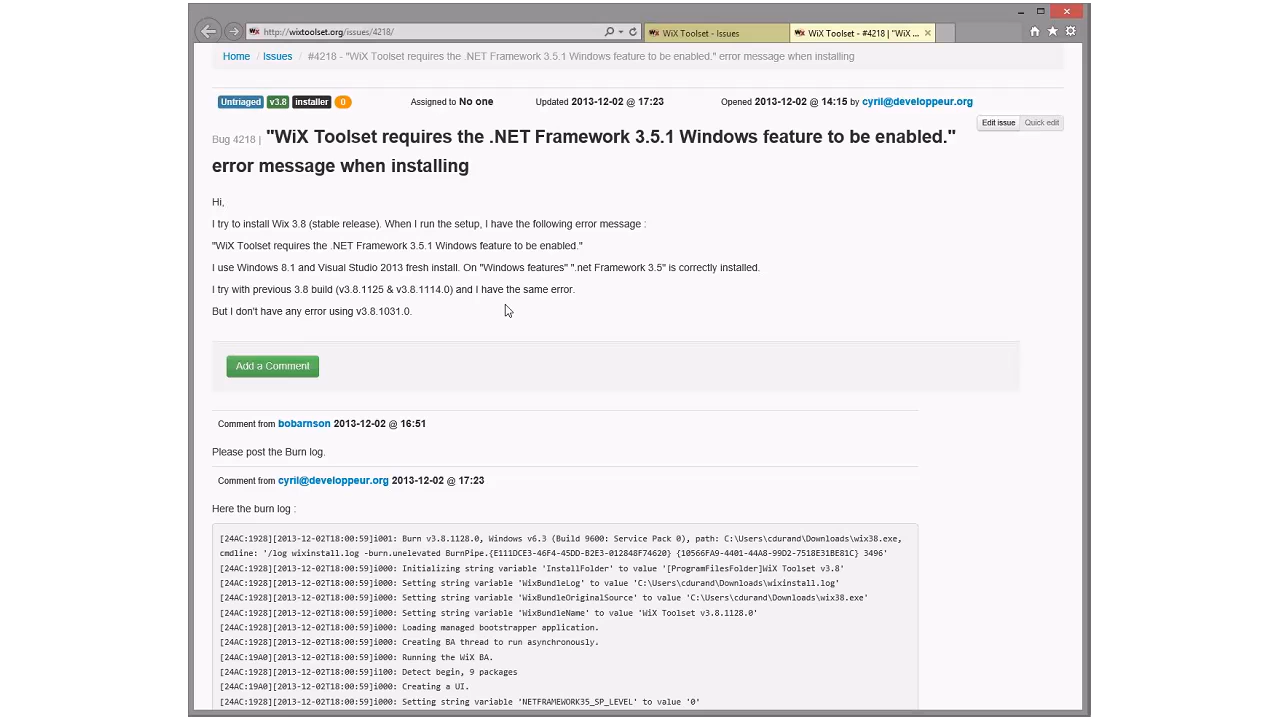 http://wixtoolset.org/issues/4218/
WiX Toolset - Issues
WiX Toolset - #4218 | "WiX ...
Home / Issues / #4218 - "WiX Toolset requires the .NET Framework 3.5.1 Windows feature to be enabled." error message when installing
Untriaged v3.8 installer 0 Assigned to No one Updated 2013-12-02 @ 17:23 Opened 2013-12-02 @ 14:15 by cyril@developpeur.org
Edit issue Quick edit
Bug 4218 | "WiX Toolset requires the .NET Framework 3.5.1 Windows feature to be enabled."
error message when installing
Hi,
I try to install Wix 3.8 (stable release). When I run the setup, I have the following error message :
"WiX Toolset requires the .NET Framework 3.5.1 Windows feature to be enabled."
I use Windows 8.1 and Visual Studio 2013 fresh install. On "Windows features" ".net Framework 3.5" is correctly installed.
I try with previous 3.8 build (v3.8.1125 & v3.8.1114.0) and I have the same error.
But I don't have any error using v3.8.1031.0.
Add a Comment
Comment from bobarnson 2013-12-02 @ 16:51
Please post the Burn log.
Comment from cyril@developpeur.org 2013-12-02 @ 17:23
Here the burn log :
[24AC:1928][2013-12-02T18:00:59]i001: Burn v3.8.1128.0, Windows v6.3 (Build 9600: Service Pack 0), path: C:\Users\cdurand\Downloads\wix38.exe,
cmdline: '/log wixinstall.log -burn.unelevated BurnPipe.{E111DCE3-46F4-45DD-B2E3-012848F74620} {10566FA9-4401-44A8-99D2-7518E31BE81C} 3496'
[24AC:1928][2013-12-02T18:00:59]i000: Initializing string variable 'InstallFolder' to value '[ProgramFilesFolder]WiX Toolset v3.8'
[24AC:1928][2013-12-02T18:00:59]i000: Setting string variable 'WixBundleLog' to value 'C:\Users\cdurand\Downloads\wixinstall.log'
[24AC:1928][2013-12-02T18:00:59]i000: Setting string variable 'WixBundleOriginalSource' to value 'C:\Users\cdurand\Downloads\wix38.exe'
[24AC:1928][2013-12-02T18:00:59]i000: Setting string variable 'WixBundleName' to value 'WiX Toolset v3.8.1128.0'
[24AC:1928][2013-12-02T18:00:59]i000: Loading managed bootstrapper application.
[24AC:1928][2013-12-02T18:00:59]i000: Creating BA thread to run asynchronously.
[24AC:19A0][2013-12-02T18:00:59]i000: Running the WiX BA.
[24AC:1928][2013-12-02T18:00:59]i100: Detect begin, 9 packages
[24AC:19A0][2013-12-02T18:00:59]i000: Creating a UI.
[24AC:1928][2013-12-02T18:00:59]i000: Setting string variable 'NETFRAMEWORK35_SP_LEVEL' to value '0'